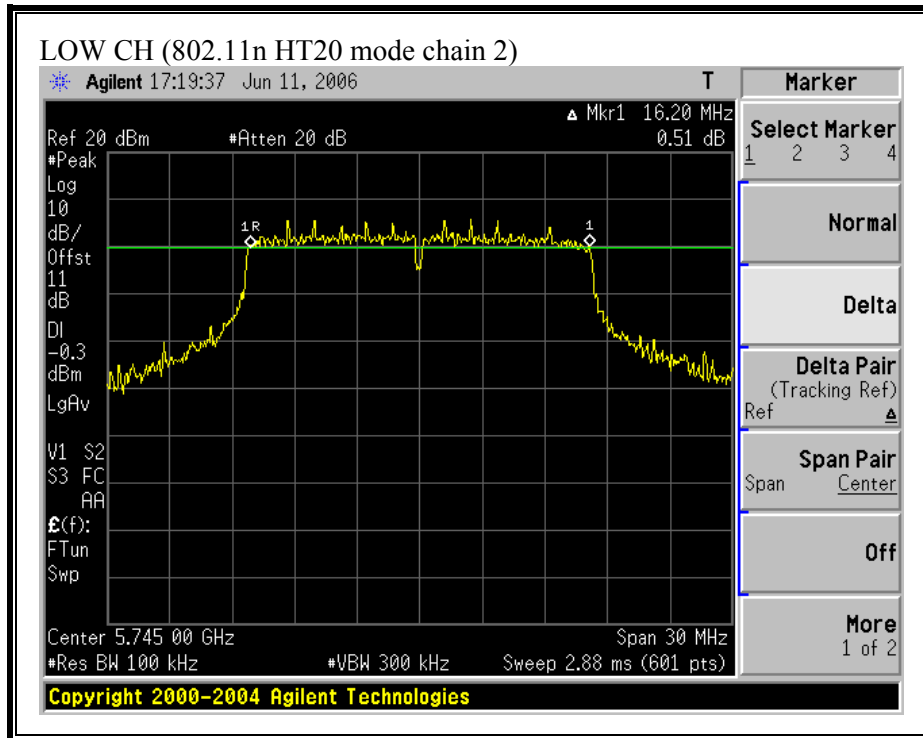 LOW CH (802.11n HT20 mode chain 2)
Agilent 17:19:37 Jun 11, 2006 T
Δ Mkr1 16.20 MHz
Ref 20 dBm #Atten 20 dB 0.51 dB
#Peak
Log
10
dB/
Offst
11
dB
DI
-0.3
dBm
LgAv
V1 S2
S3 FC
AA
£(f):
FTun
Swp
1R
1
Center 5.745 00 GHz Span 30 MHz
#Res BW 100 kHz #VBW 300 kHz Sweep 2.88 ms (601 pts)
Copyright 2000-2004 Agilent Technologies
Marker
Select Marker
1 2 3 4
Normal
Delta
Delta Pair
(Tracking Ref)
Ref Δ
Span Pair
Span Center
Off
More
1 of 2